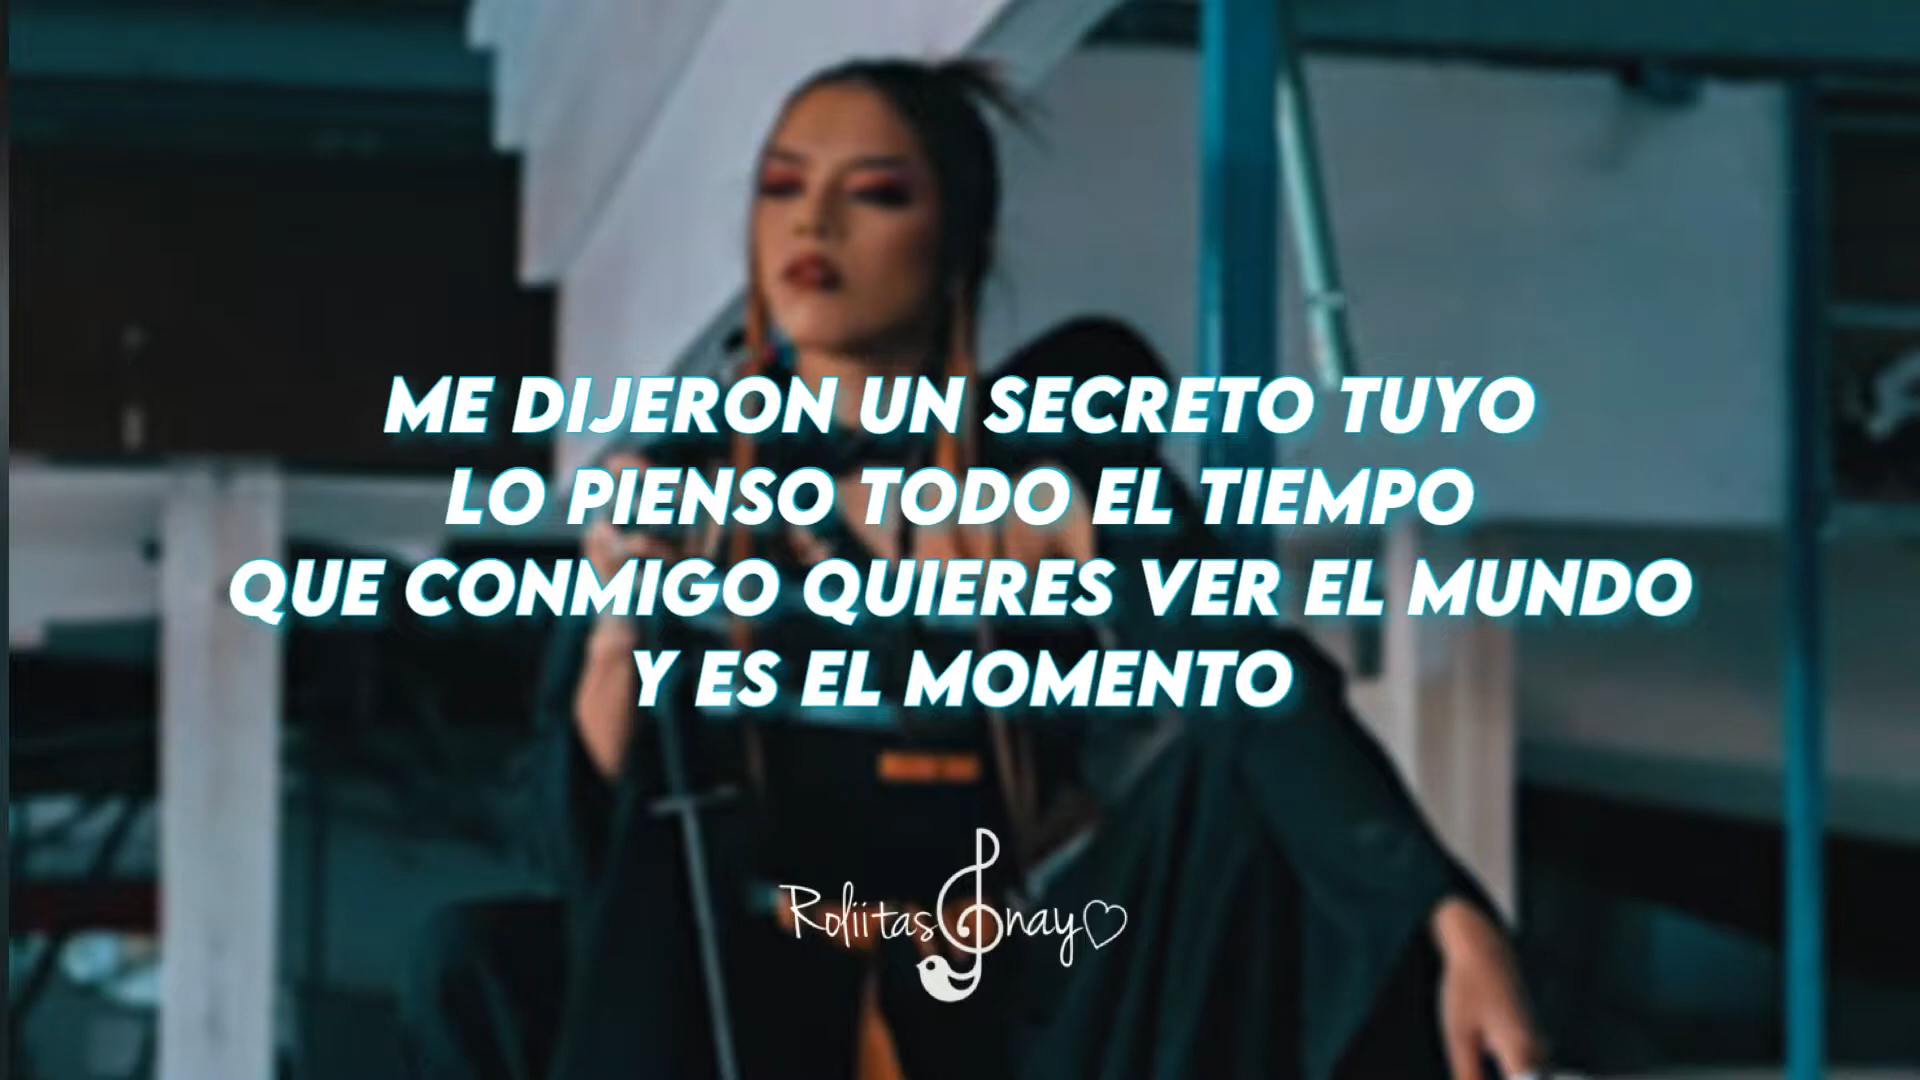 ME DIJERON UN SECRETO TUYO
LO PIENSO TODO EL TIEMPO
QUE CONMIGO QUIERES VER EL MUNDO
Y ES EL MOMENTO
Roliitas nay